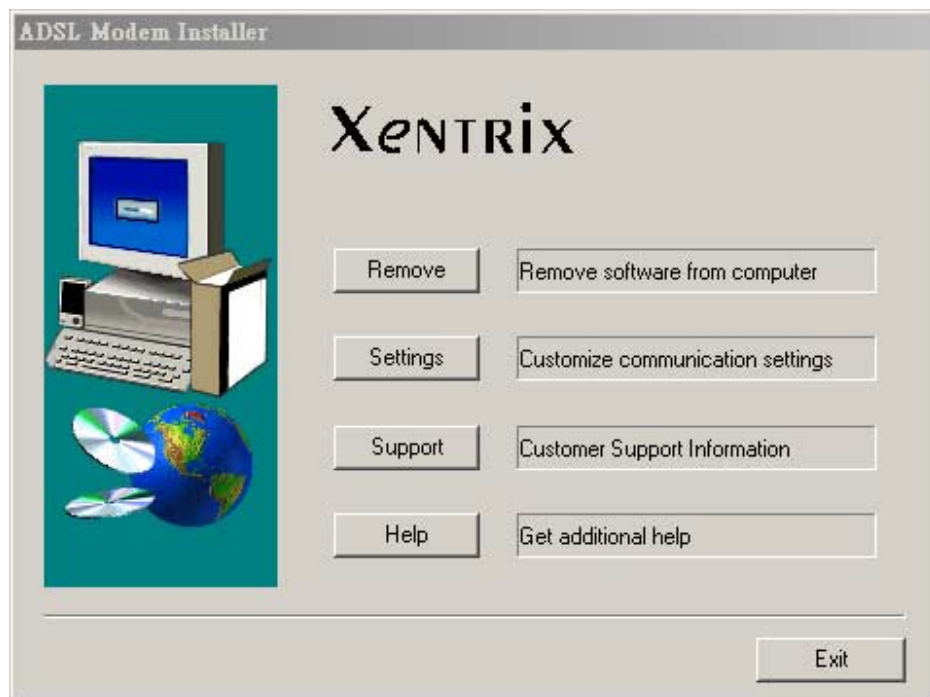 ADSL Modem Installer
XeNTRiX
Remove Remove software from computer
Settings Customize communication settings
Support Customer Support Information
Help Get additional help
Exit